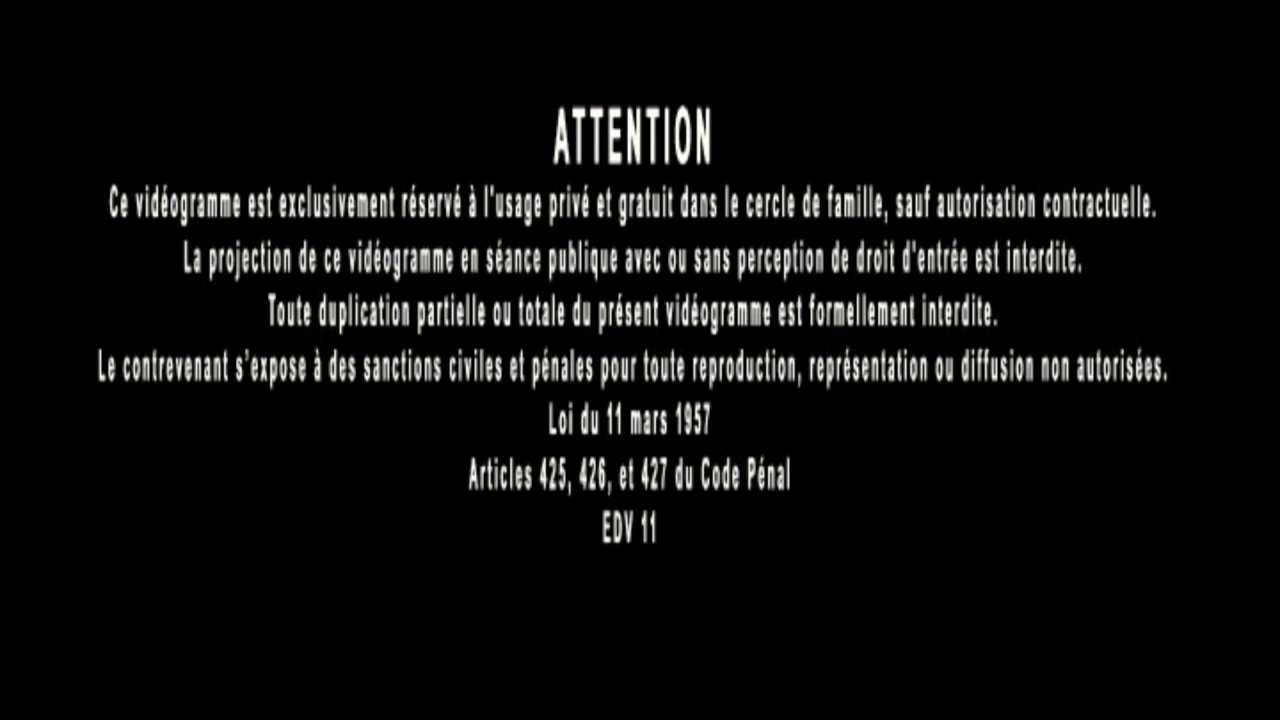 ATTENTION
Ce vidéogramme est exclusivement réservé à l'usage privé et gratuit dans le cercle de famille, sauf autorisation contractuelle.
La projection de ce vidéogramme en séance publique avec ou sans perception de droit d'entrée est interdite.
Toute duplication partielle ou totale du présent vidéogramme est formellement interdite.
Le contrevenant s'expose à des sanctions civiles et pénales pour toute reproduction, représentation ou diffusion non autorisées.
Loi du 11 mars 1957
Articles 425, 426, et 427 du Code Pénal
EDV 11